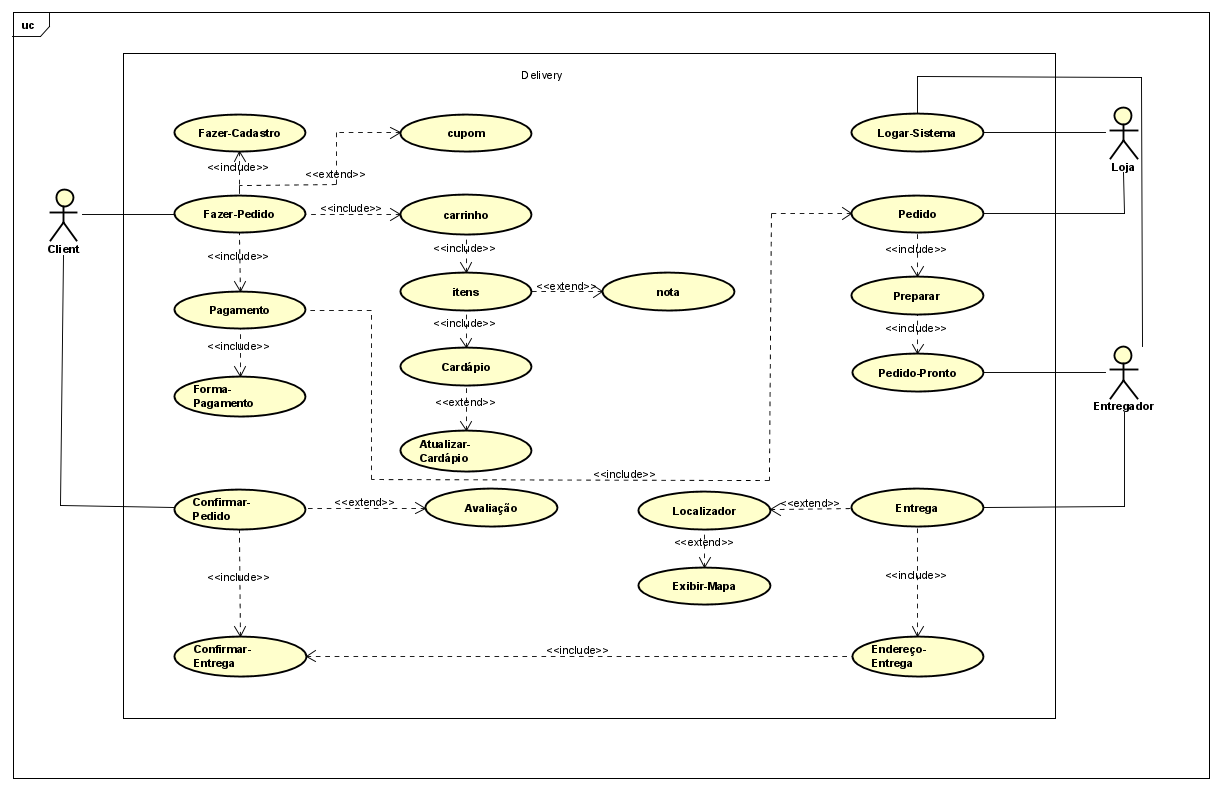 uc
Delivery
Fazer-Cadastro
cupom
Logar-Sistema
Loja
<<include>>
<<extend>>
Client
Fazer-Pedido
<<include>>
carrinho
Pedido
<<include>>
<<include>>
<<include>>
itens
<<extend>>
nota
Preparar
Pagamento
<<include>>
<<include>>
<<include>>
Cardápio
Pedido-Pronto
Entregador
Forma-
Pagamento
<<extend>>
Atualizar-
Cardápio
<<include>>
Confirmar-
Pedido
<<extend>>
Avaliação
Localizador
<<extend>>
Entrega
<<extend>>
Exibir-Mapa
<<include>>
<<include>>
Confirmar-
Entrega
<<include>>
Endereço-
Entrega